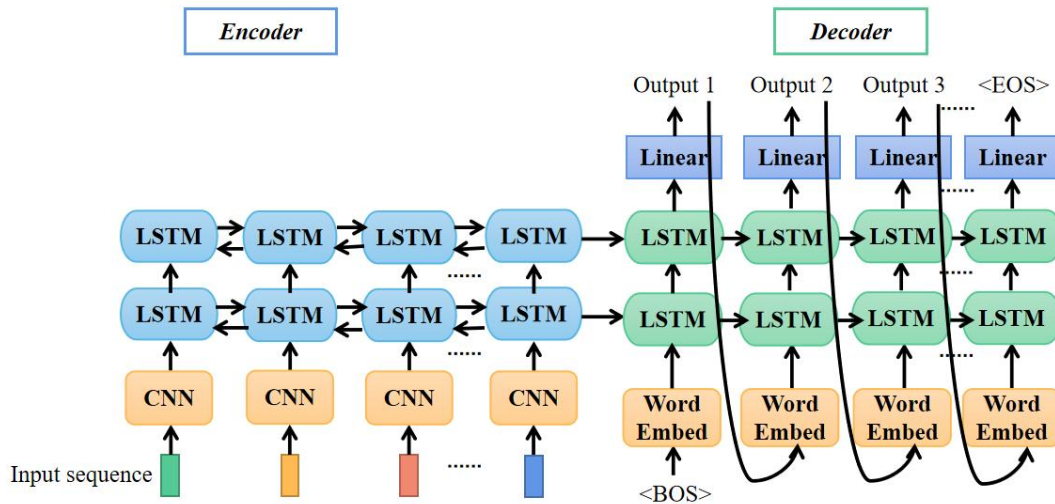 Encoder
Decoder
Output 1 Output 2 Output 3 <EOS>
......
Linear Linear Linear Linear
......
LSTM LSTM LSTM LSTM LSTM LSTM LSTM LSTM
...... ......
LSTM LSTM LSTM LSTM LSTM LSTM LSTM LSTM
...... ......
CNN CNN CNN CNN Word Word Word Word
Embed Embed Embed Embed
Input sequence ...... <BOS>